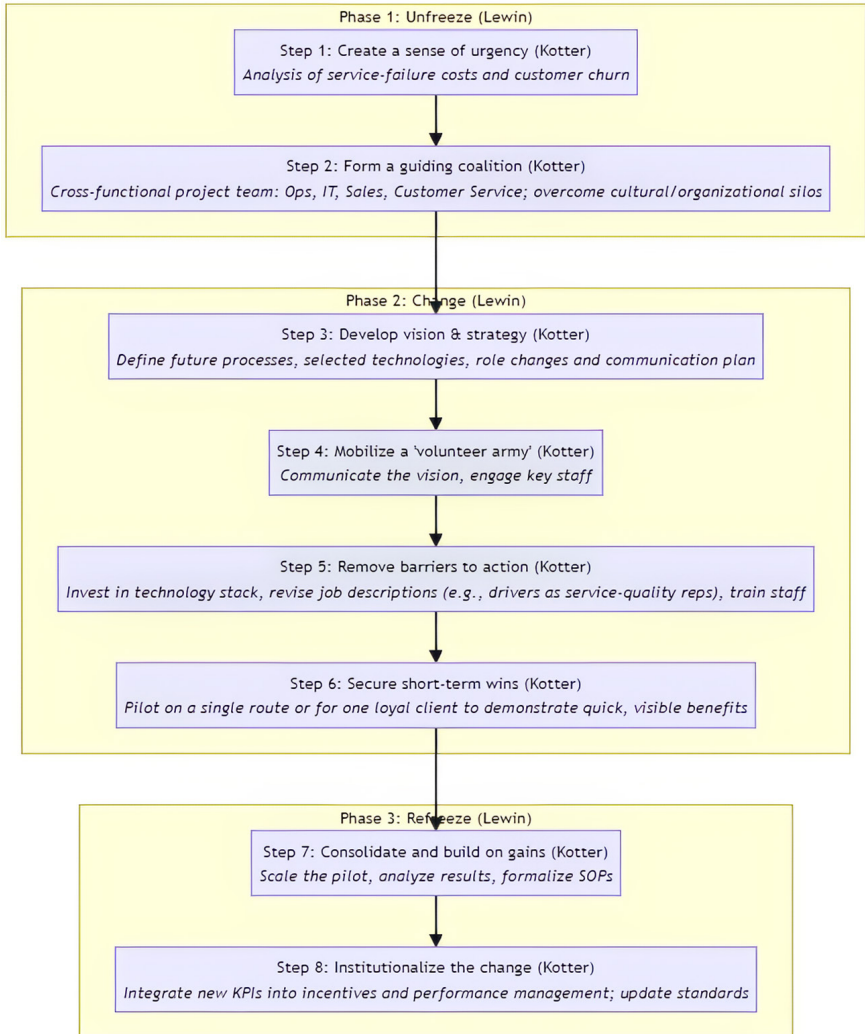 Phase 1: Unfreeze (Lewin)
Step 1: Create a sense of urgency (Kotter)
Analysis of service-failure costs and customer churn
Step 2: Form a guiding coalition (Kotter)
Cross-functional project team: Ops, IT, Sales, Customer Service; overcome cultural/organizational silos
Phase 2: Change (Lewin)
Step 3: Develop vision & strategy (Kotter)
Define future processes, selected technologies, role changes and communication plan
Step 4: Mobilize a 'volunteer army' (Kotter)
Communicate the vision, engage key staff
Step 5: Remove barriers to action (Kotter)
Invest in technology stack, revise job descriptions (e.g., drivers as service-quality reps), train staff
Step 6: Secure short-term wins (Kotter)
Pilot on a single route or for one loyal client to demonstrate quick, visible benefits
Phase 3: Refreeze (Lewin)
Step 7: Consolidate and build on gains (Kotter)
Scale the pilot, analyze results, formalize SOPs
Step 8: Institutionalize the change (Kotter)
Integrate new KPIs into incentives and performance management; update standards